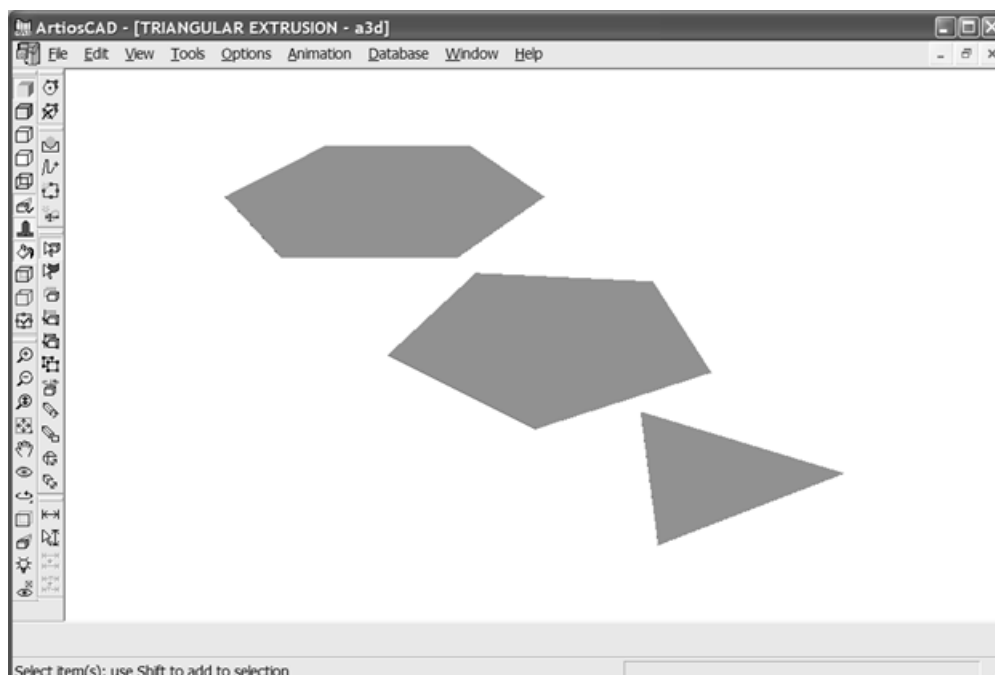 ArtiosCAD - [TRIANGULAR EXTRUSION - a3d]
File Edit View Tools Options Animation Database Window Help
Select item(s): use Shift to add to selection